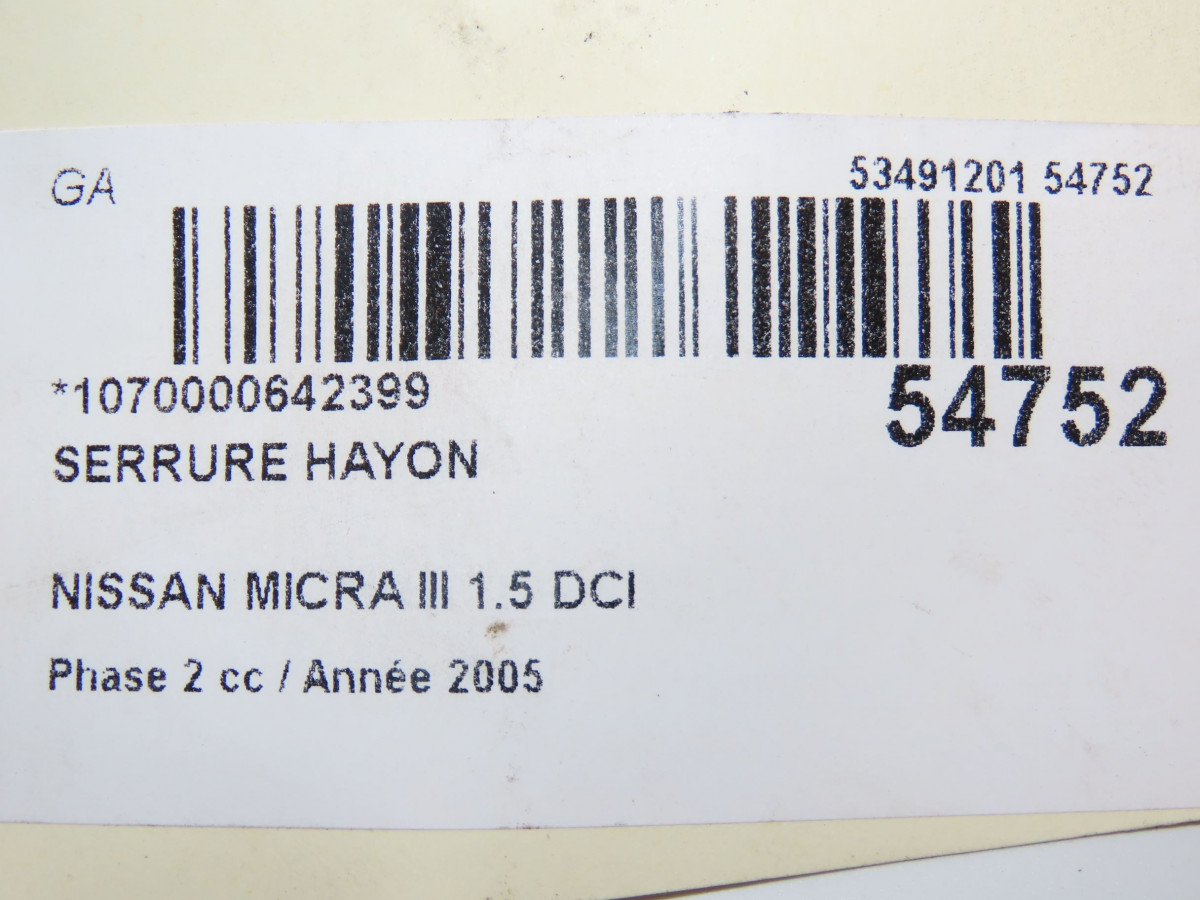 GA
53491201 54752
*1070000642399
54752
SERRURE HAYON
NISSAN MICRA III 1.5 DCI
Phase 2 cc / Année 2005